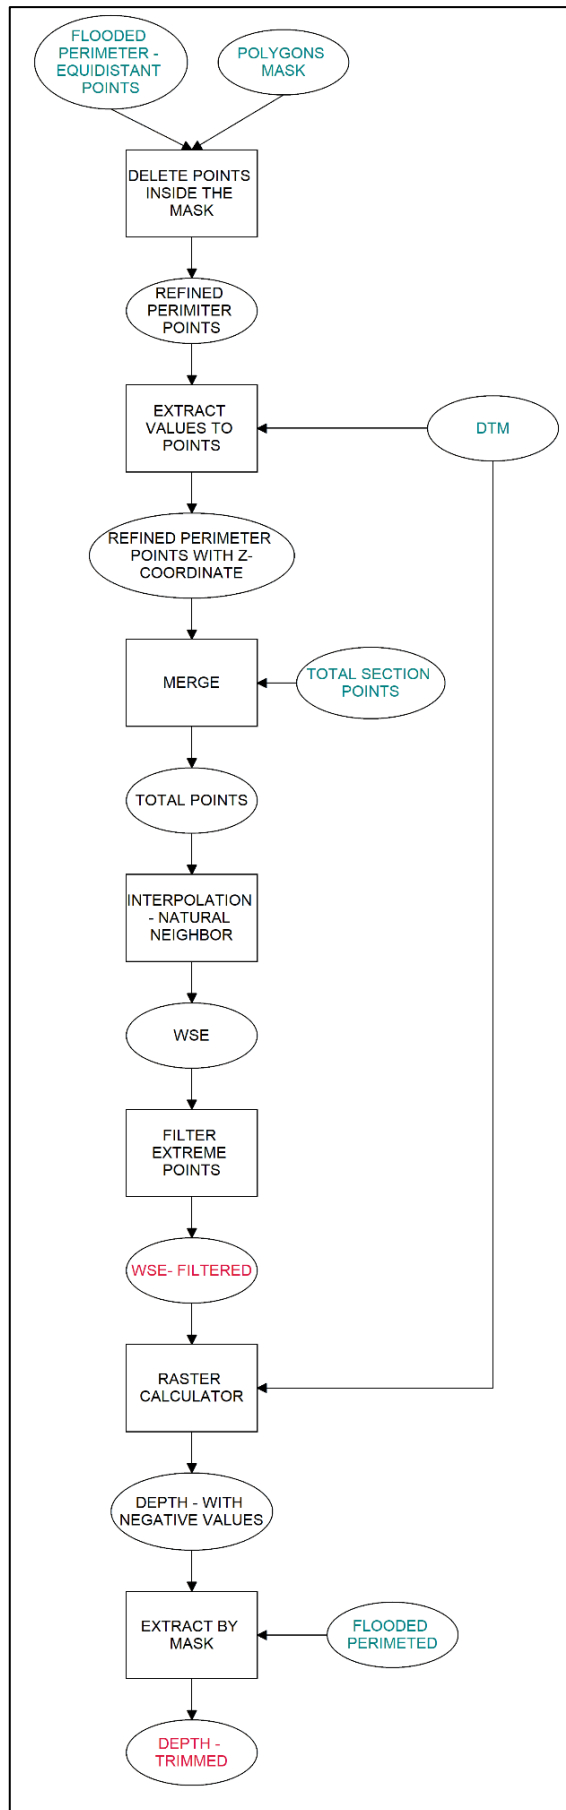 FLOODED
PERIMETER -
EQUIDISTANT
POINTS
POLYGONS
MASK
DELETE POINTS
INSIDE THE
MASK
REFINED
PERIMITER
POINTS
EXTRACT
VALUES TO
POINTS
DTM
REFINED PERIMETER
POINTS WITH Z-
COORDINATE
MERGE
TOTAL SECTION
POINTS
TOTAL POINTS
INTERPOLATION
- NATURAL
NEIGHBOR
WSE
FILTER
EXTREME
POINTS
WSE- FILTERED
RASTER
CALCULATOR
DEPTH - WITH
NEGATIVE VALUES
EXTRACT BY
MASK
FLOODED
PERIMETED
DEPTH -
TRIMMED